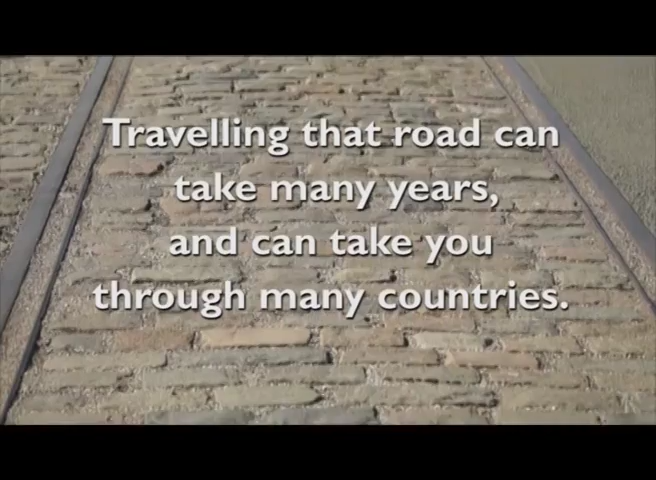 Travelling that road can
take many years,
and can take you
through many countries.